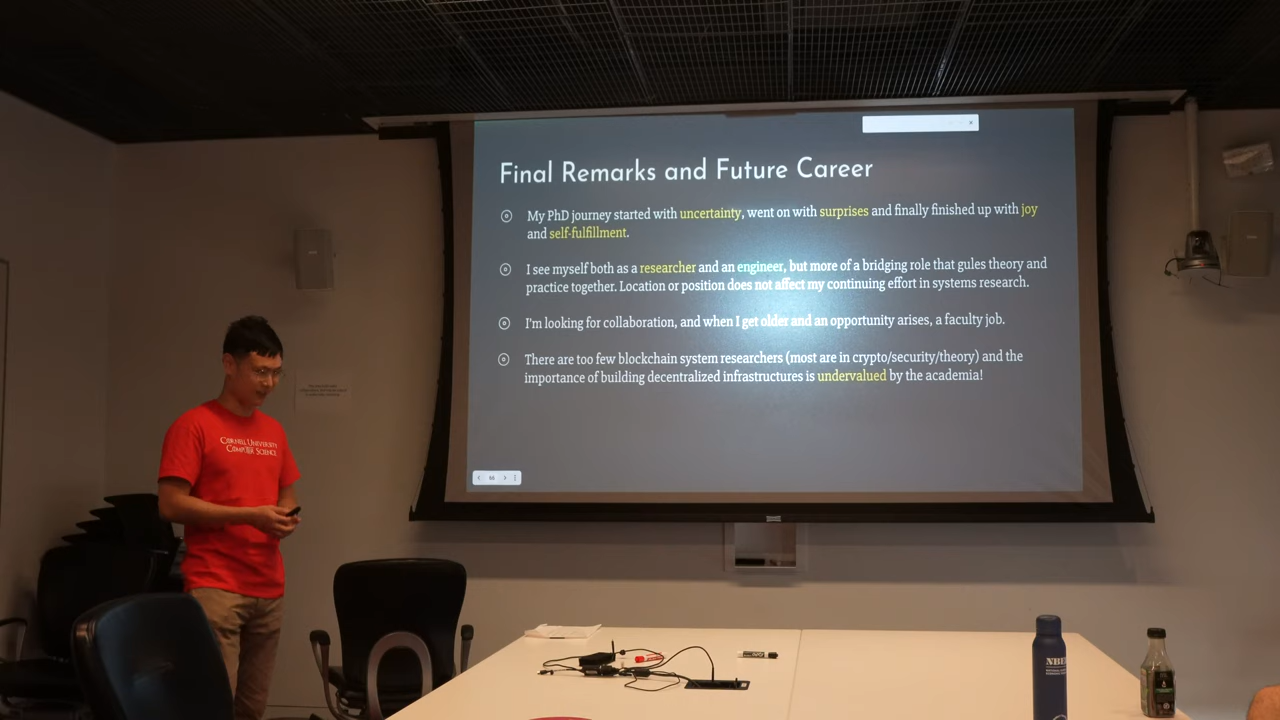 Final Remarks and Future Career
My PhD journey started with uncertainty, went on with surprises and finally finished up with joy
and self-fulfillment.
I see myself both as a researcher and an engineer, but more of a bridging role that gules theory and
practice together. Location or position does not affect my continuing effort in systems research.
I'm looking for collaboration, and when I get older and an opportunity arises, a faculty job.
There are too few blockchain system researchers (most are in crypto/security/theory) and the
importance of building decentralized infrastructures is undervalued by the academia!
CORNELL UNIVERSITY
COMPUTER SCIENCE